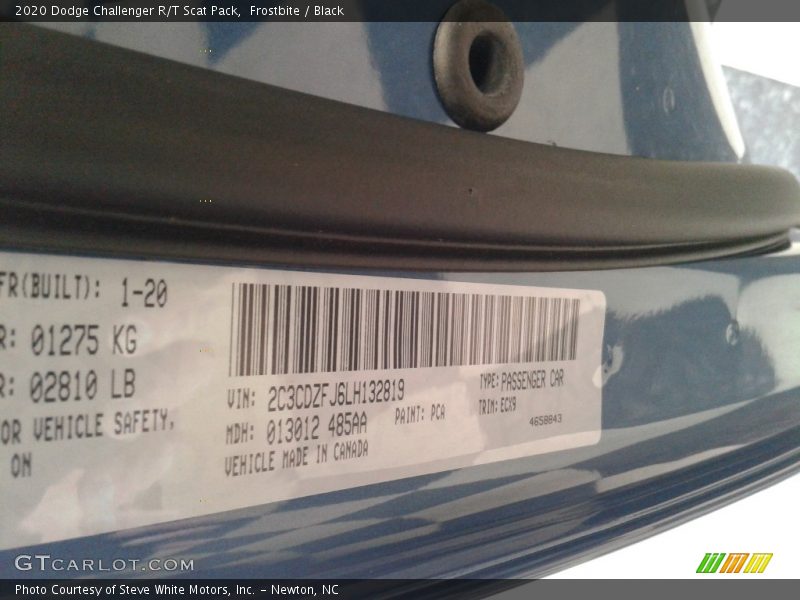 2020 Dodge Challenger R/T Scat Pack, Frostbite / Black
FR(BUILT): 1-20
R: 01275 KG
R: 02810 LB
OR VEHICLE SAFETY,
ON
VIN: 2C3CDZFJ6LH132819
TYPE: PASSENGER CAR
MDH: 013012 485AA
PAINT: PCA
TRIM: ECX9
VEHICLE MADE IN CANADA
4658843
GTCARLOT.COM
Photo Courtesy of Steve White Motors, Inc. – Newton, NC